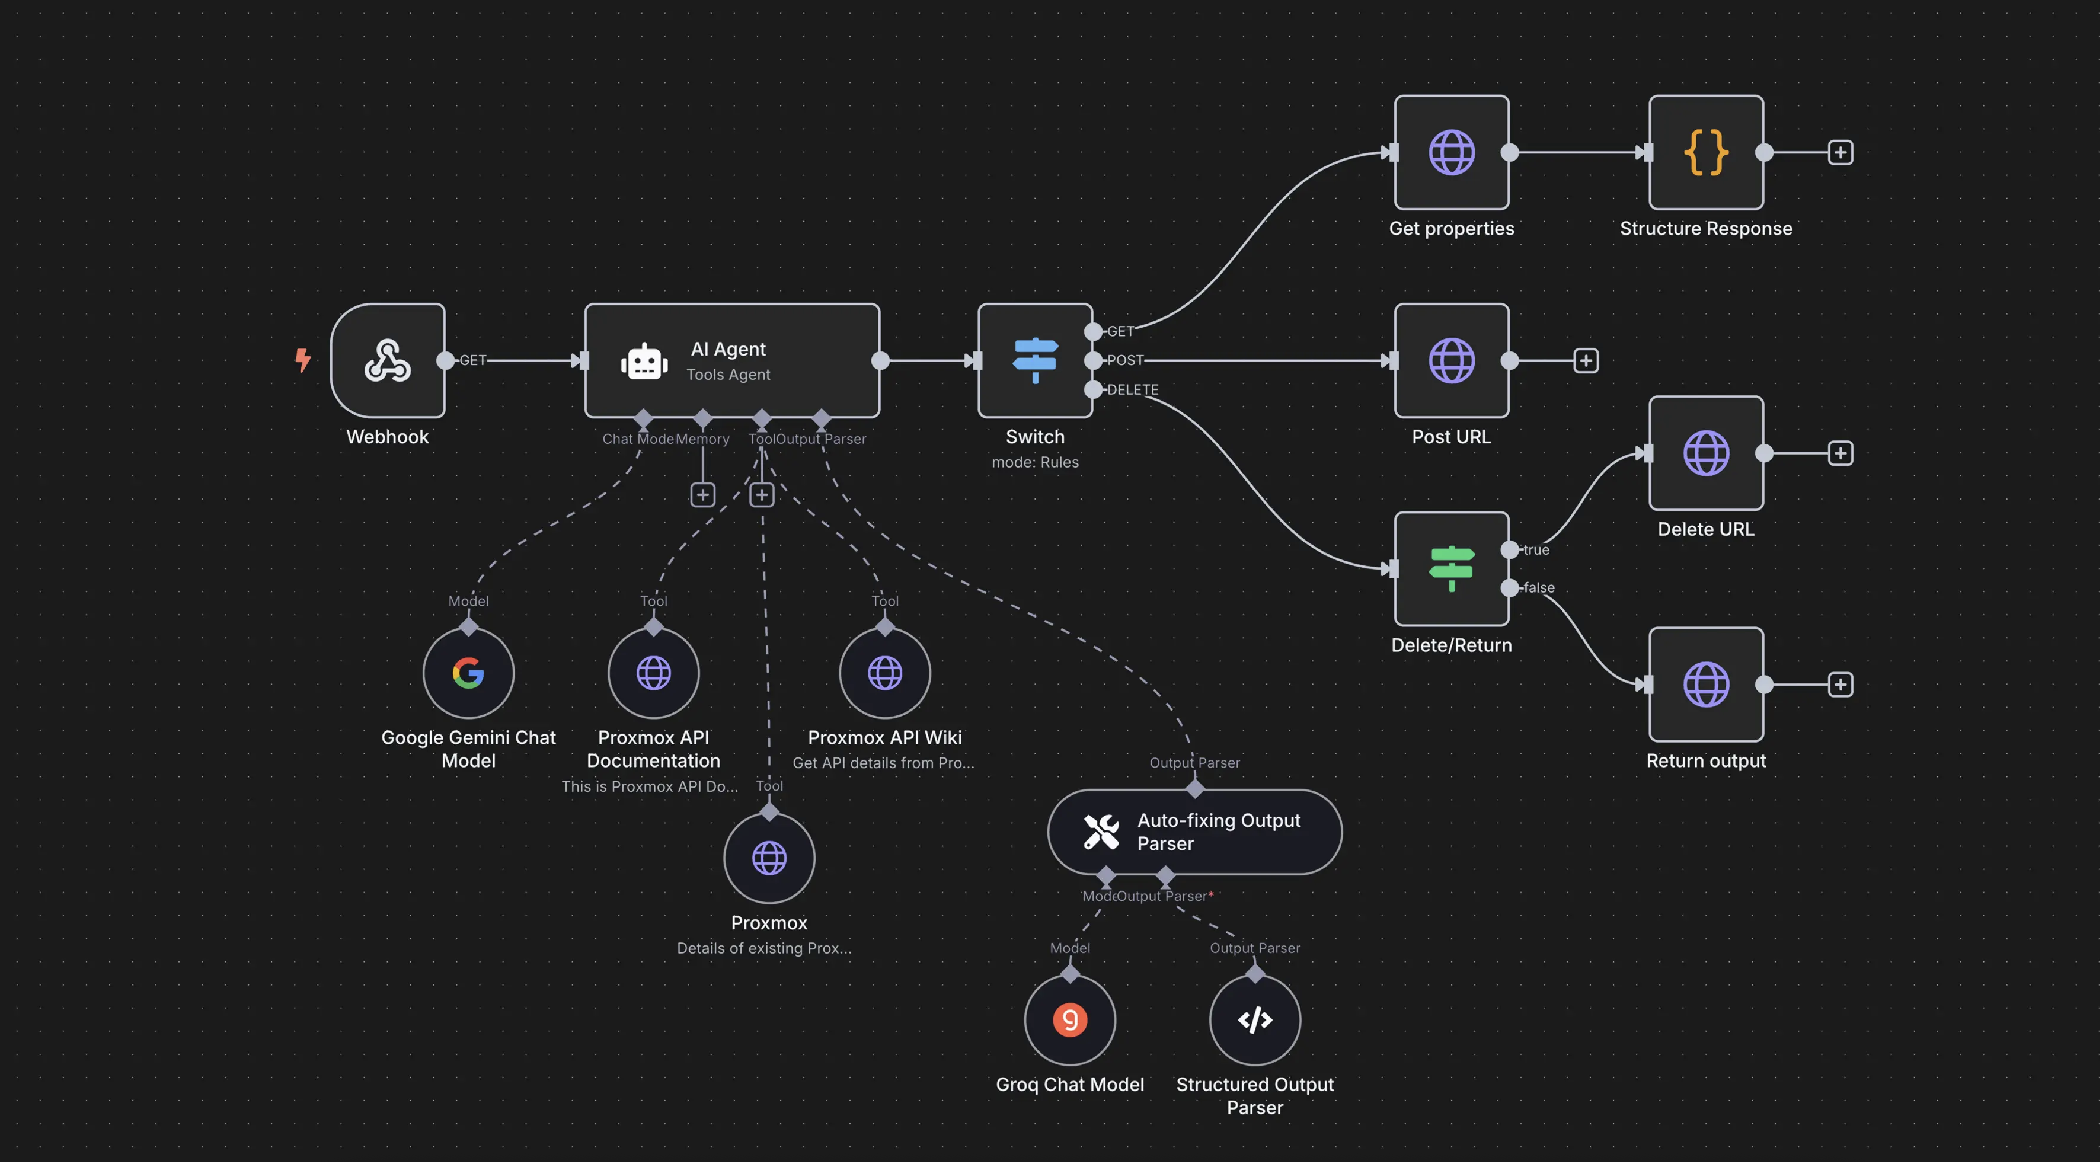 Get properties
Structure Response
GET
AI Agent
Tools Agent
GET
POST
DELETE
Webhook
Chat Mode
Memory
Tool
Output Parser
Switch
mode: Rules
Post URL
Delete URL
true
false
Delete/Return
Return output
Model
Tool
Tool
Google Gemini Chat
Model
Proxmox API
Documentation
This is Proxmox API Do...
Proxmox API Wiki
Get API details from Pro...
Tool
Proxmox
Details of existing Prox...
Output Parser
Auto-fixing Output
Parser
Mode
Output Parser*
Model
Output Parser
Groq Chat Model
Structured Output
Parser